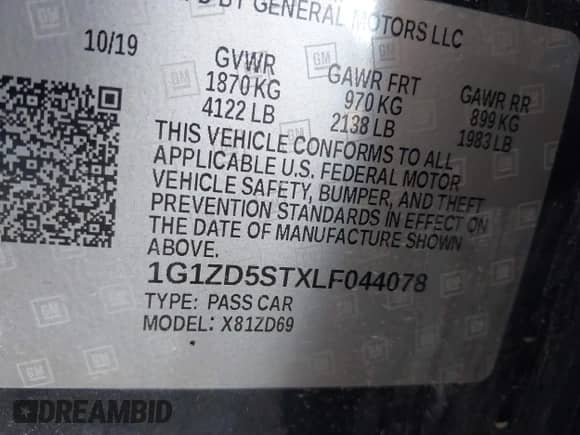 BY GENERAL MOTORS LLC
10/19
GVWR GAWR FRT GAWR RR
1870 KG 970 KG 899 KG
4122 LB 2138 LB 1983 LB
THIS VEHICLE CONFORMS TO ALL
APPLICABLE U.S. FEDERAL MOTOR
VEHICLE SAFETY, BUMPER, AND THEFT
PREVENTION STANDARDS IN EFFECT ON
THE DATE OF MANUFACTURE SHOWN
ABOVE.
1G1ZD5STXLF044078
TYPE: PASS CAR
MODEL: X81ZD69
GM
DREAMBID